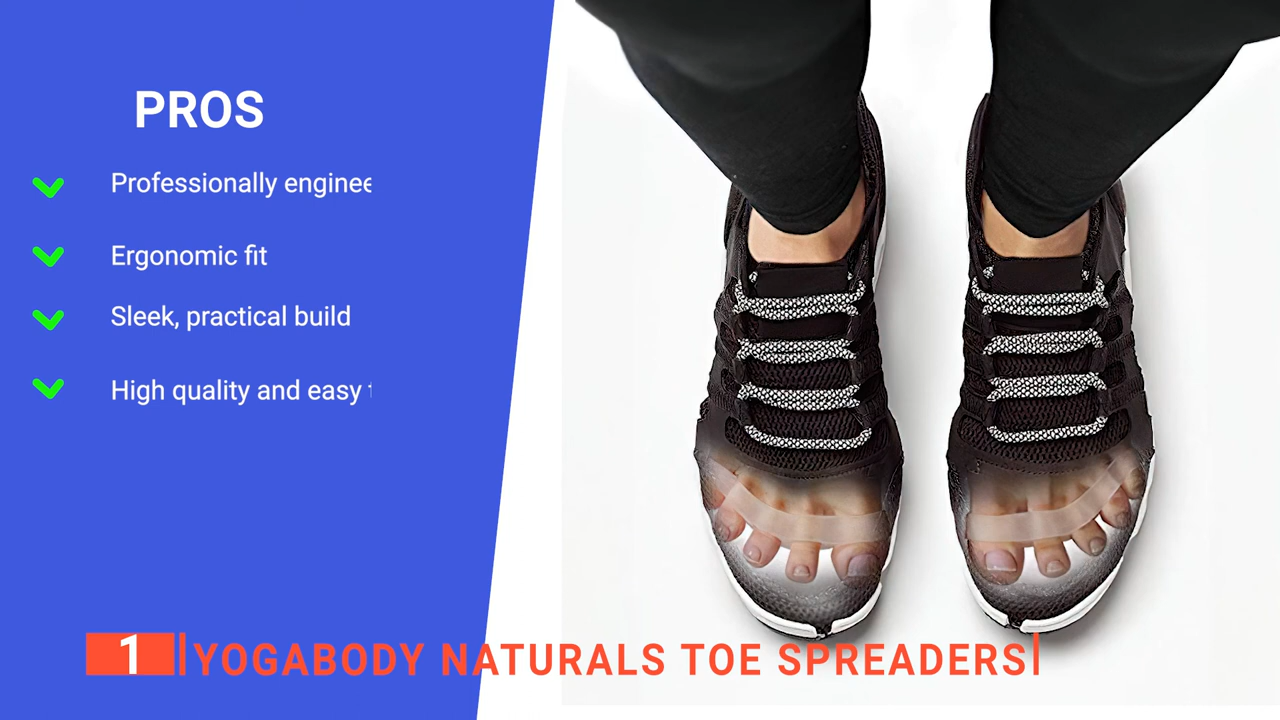 PROS
Professionally enginee
Ergonomic fit
Sleek, practical build
High quality and easy
1
YOGABODY NATURALS TOE SPREADERS